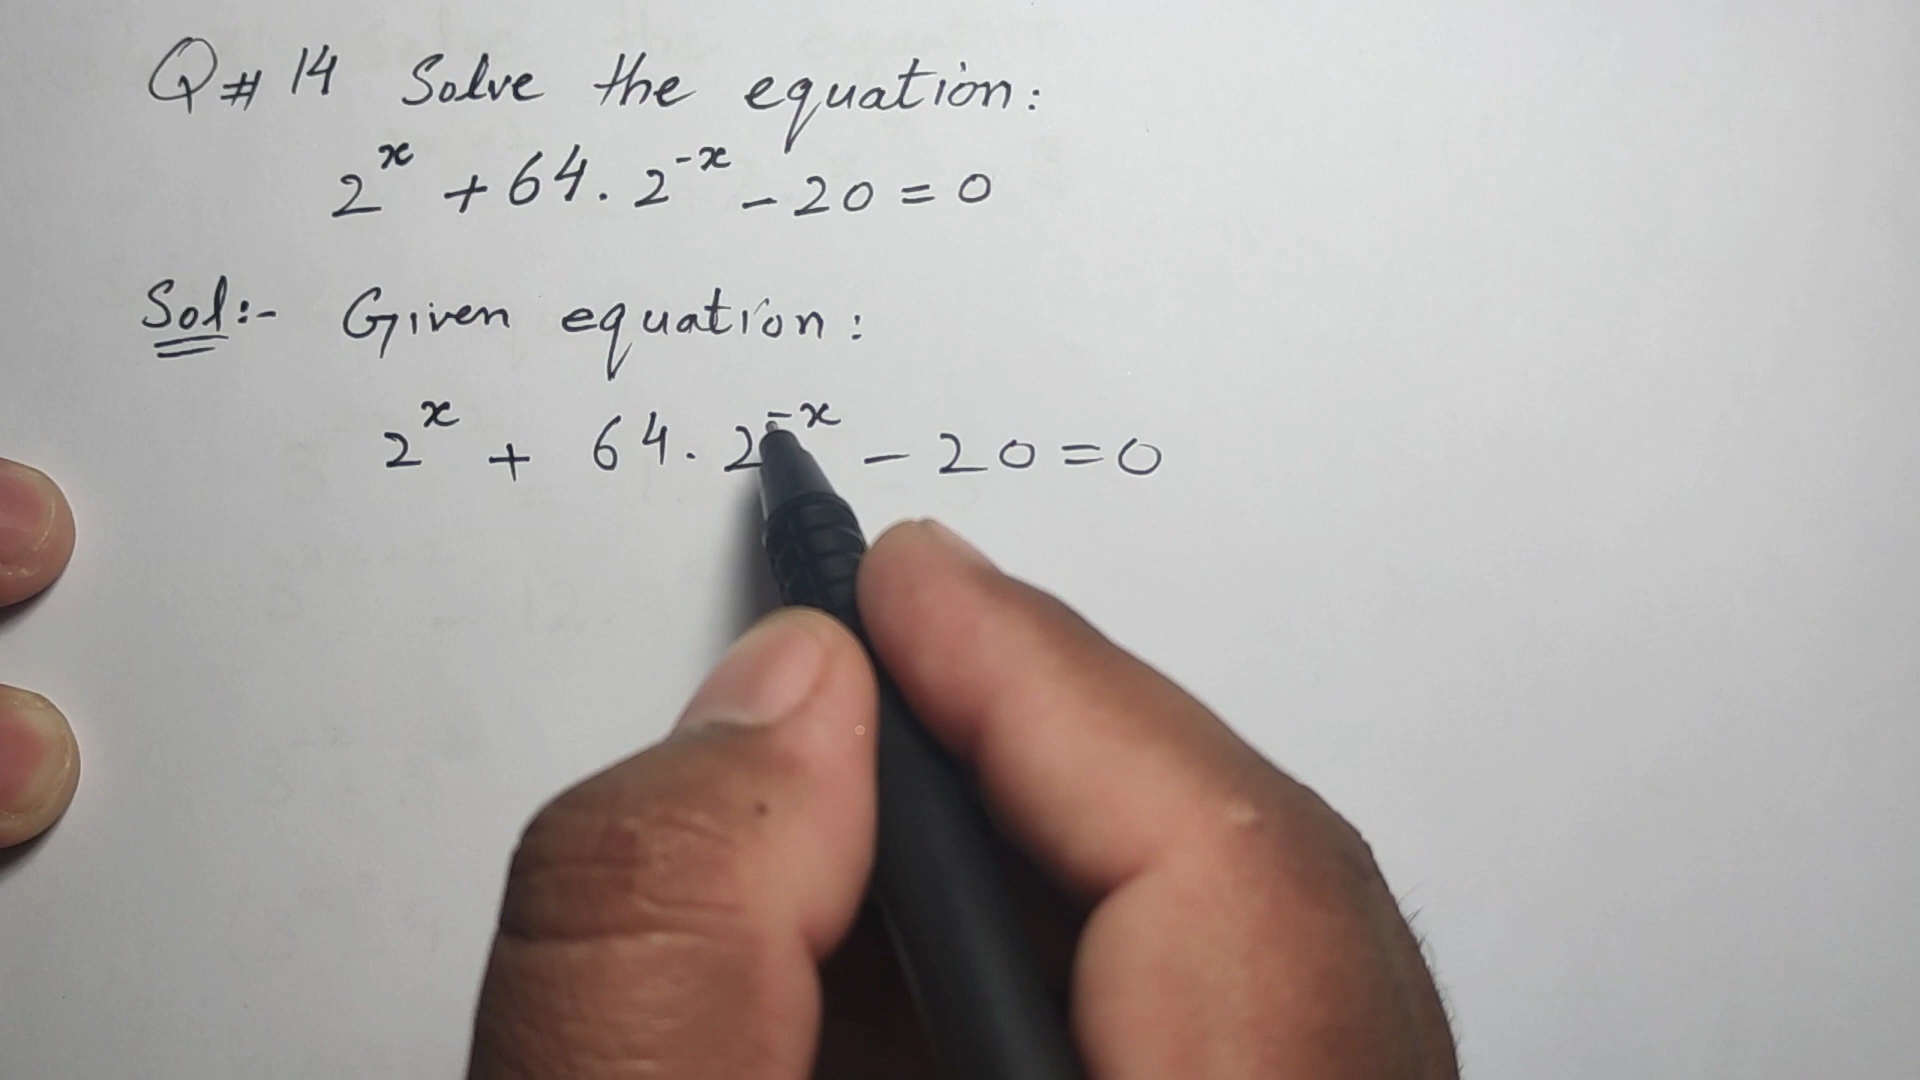 Q# 14 Solve the equation:
2^x + 64 . 2^-x - 20 = 0
Sol:- Given equation:
2^x + 64 . 2^-x - 20 = 0